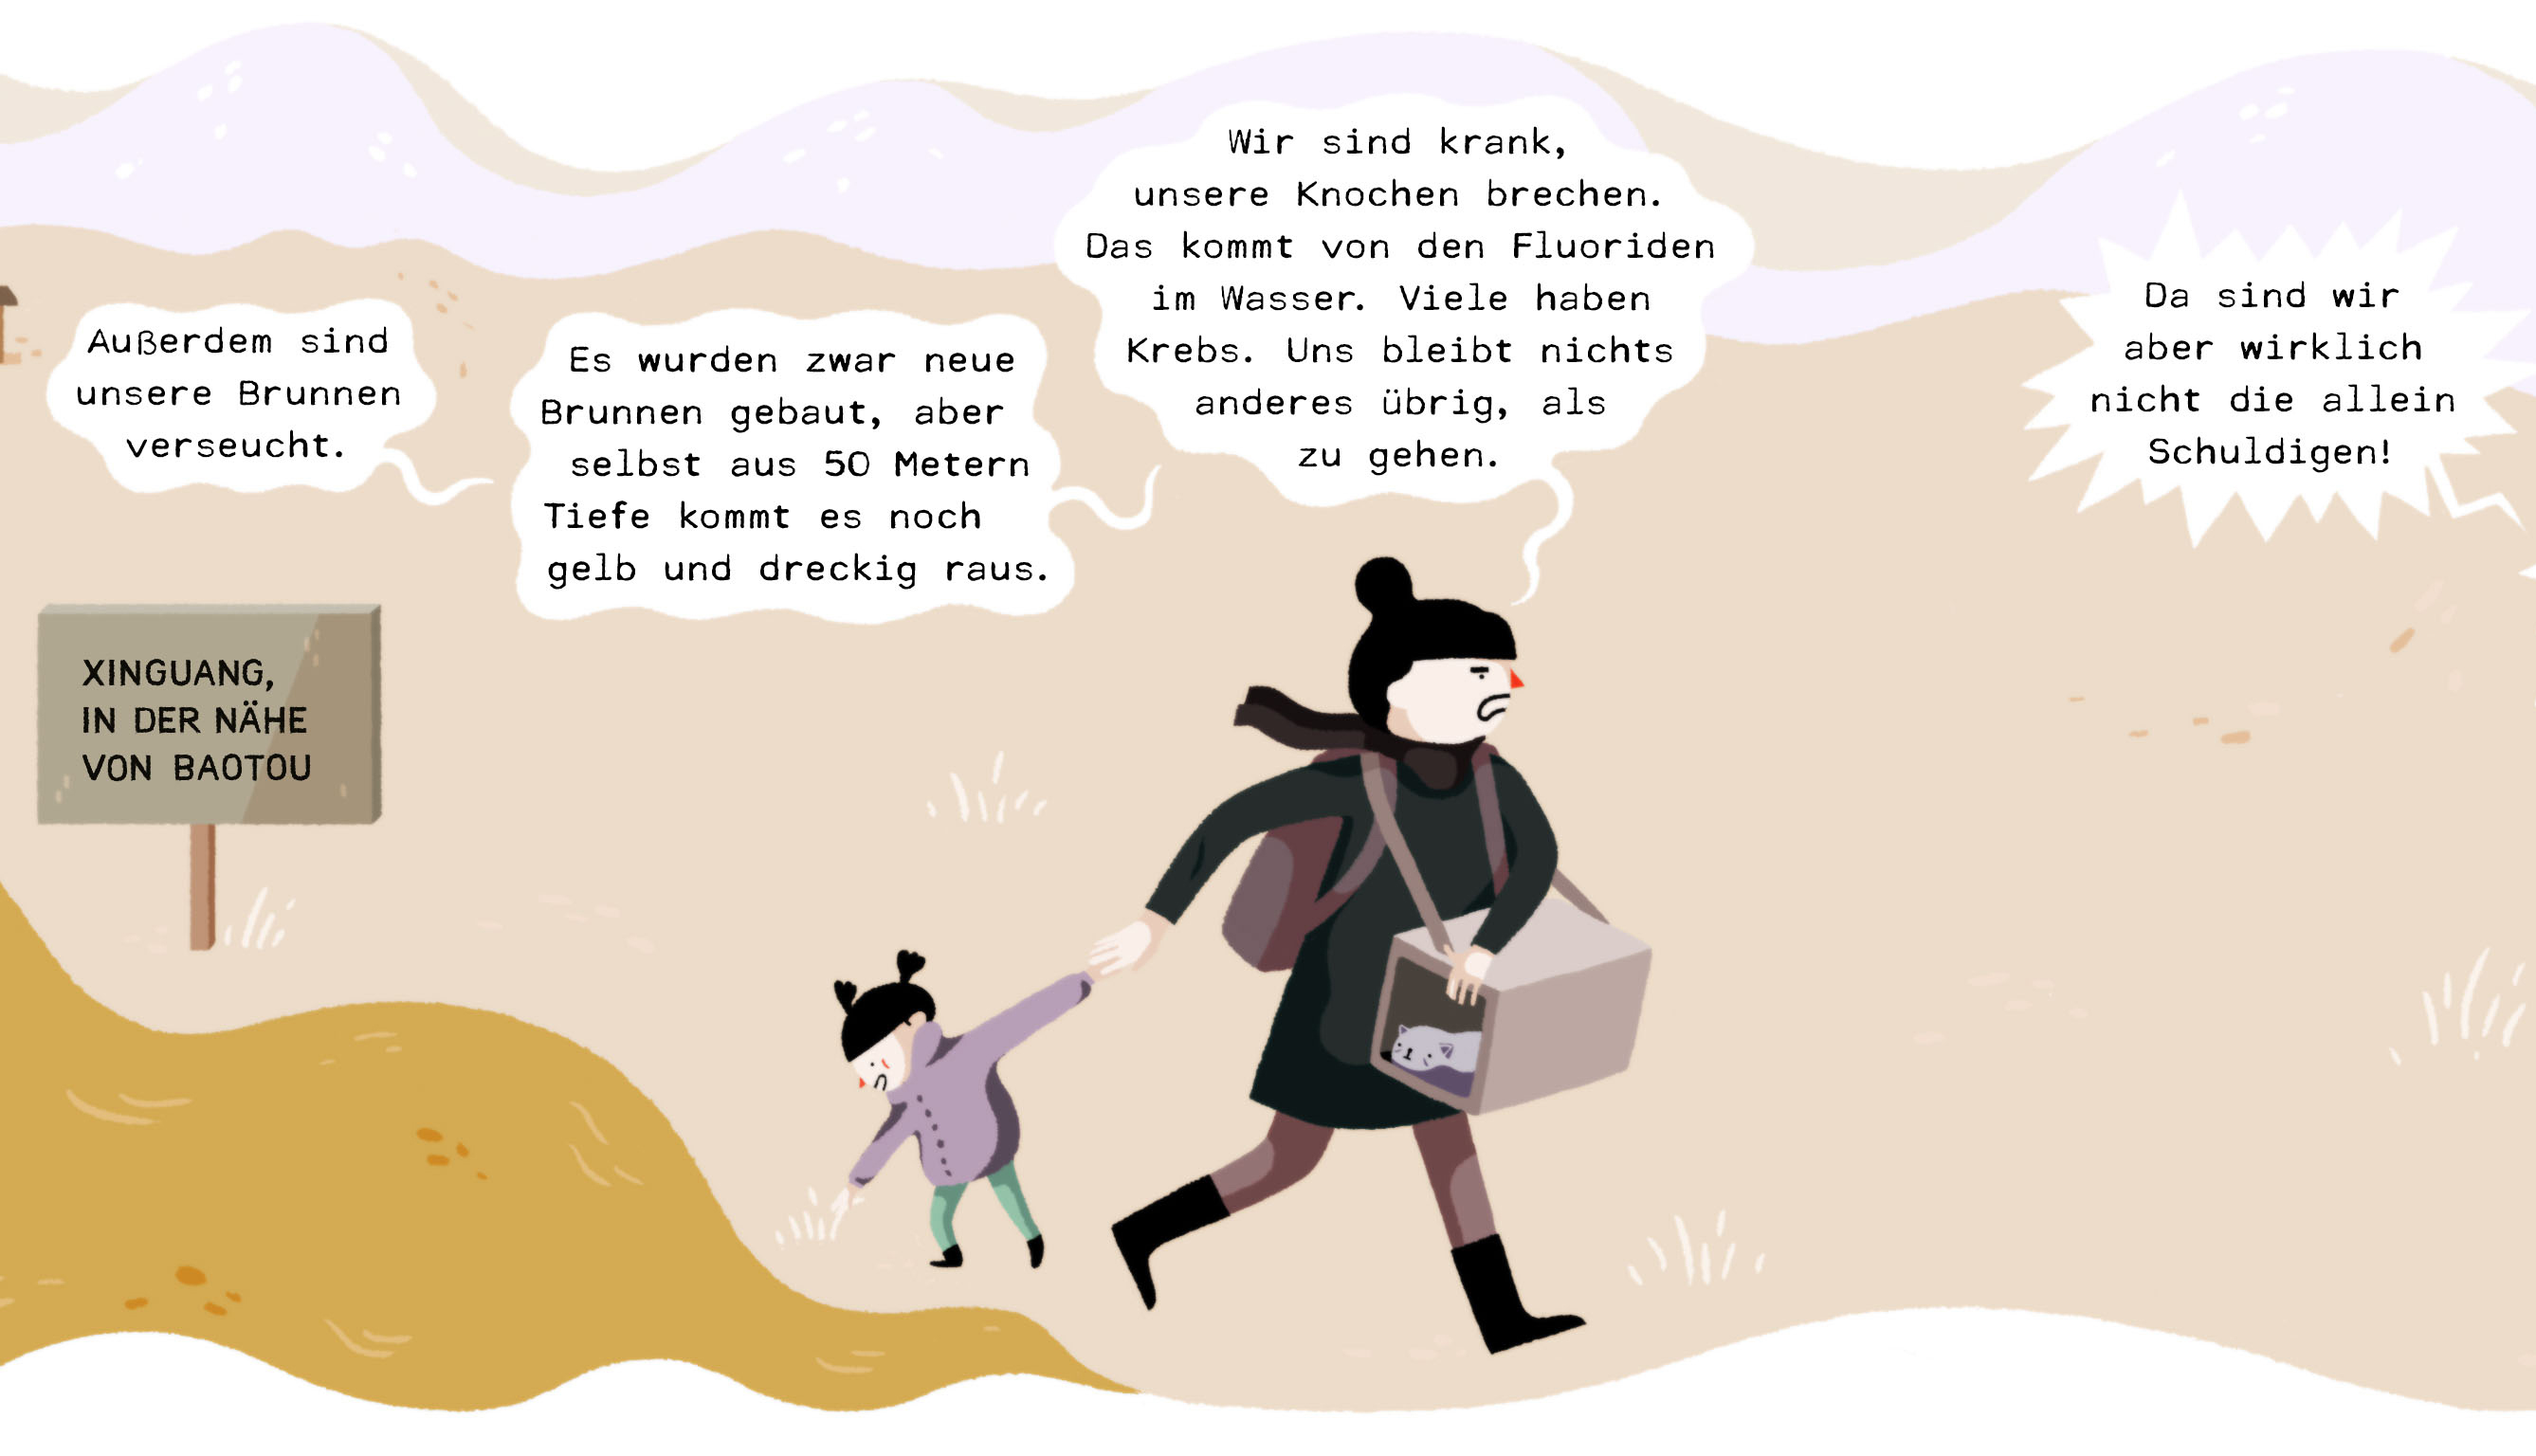 Außerdem sind
unsere Brunnen
verseucht.
Es wurden zwar neue
Brunnen gebaut, aber
selbst aus 50 Metern
Tiefe kommt es noch
gelb und dreckig raus.
Wir sind krank,
unsere Knochen brechen.
Das kommt von den Fluoriden
im Wasser. Viele haben
Krebs. Uns bleibt nichts
anderes übrig, als
zu gehen.
Da sind wir
aber wirklich
nicht die allein
Schuldigen!
XINGUANG,
IN DER NÄHE
VON BAOTOU